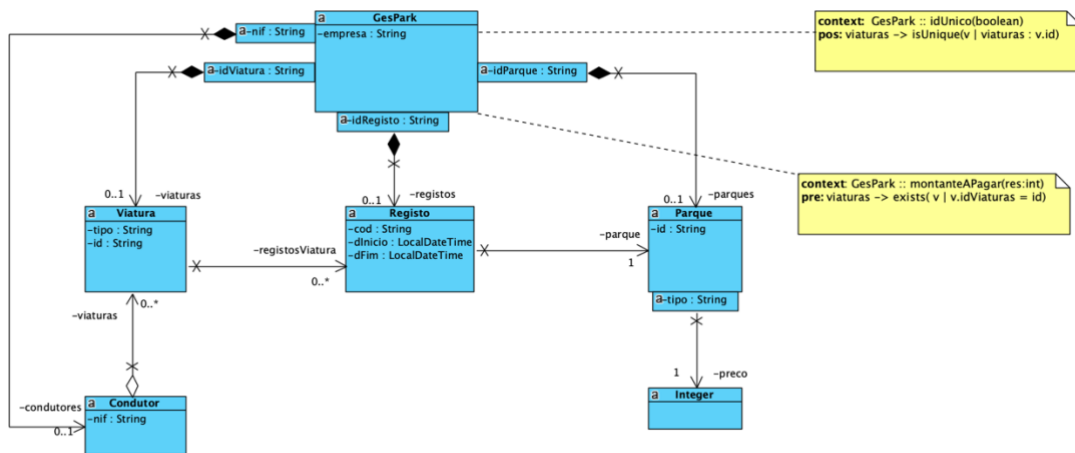 GesPark
-empresa : String
-nif : String
-idViatura : String
-idParque : String
-idRegisto : String
context: GesPark :: idUnico(boolean)
pos: viaturas -> isUnique(v | viaturas : v.id)
context: GesPark :: montanteAPagar(res:int)
pre: viaturas -> exists( v | v.idViaturas = id)
0..1
-viaturas
0..1
-registos
0..1
-parques
Viatura
-tipo : String
-id : String
-registosViatura
0..*
Registo
-cod : String
-dInicio : LocalDateTime
-dFim : LocalDateTime
-parque
1
Parque
-id : String
-tipo : String
-viaturas
0..*
1
-preco
Integer
-condutores
0..1
Condutor
-nif : String